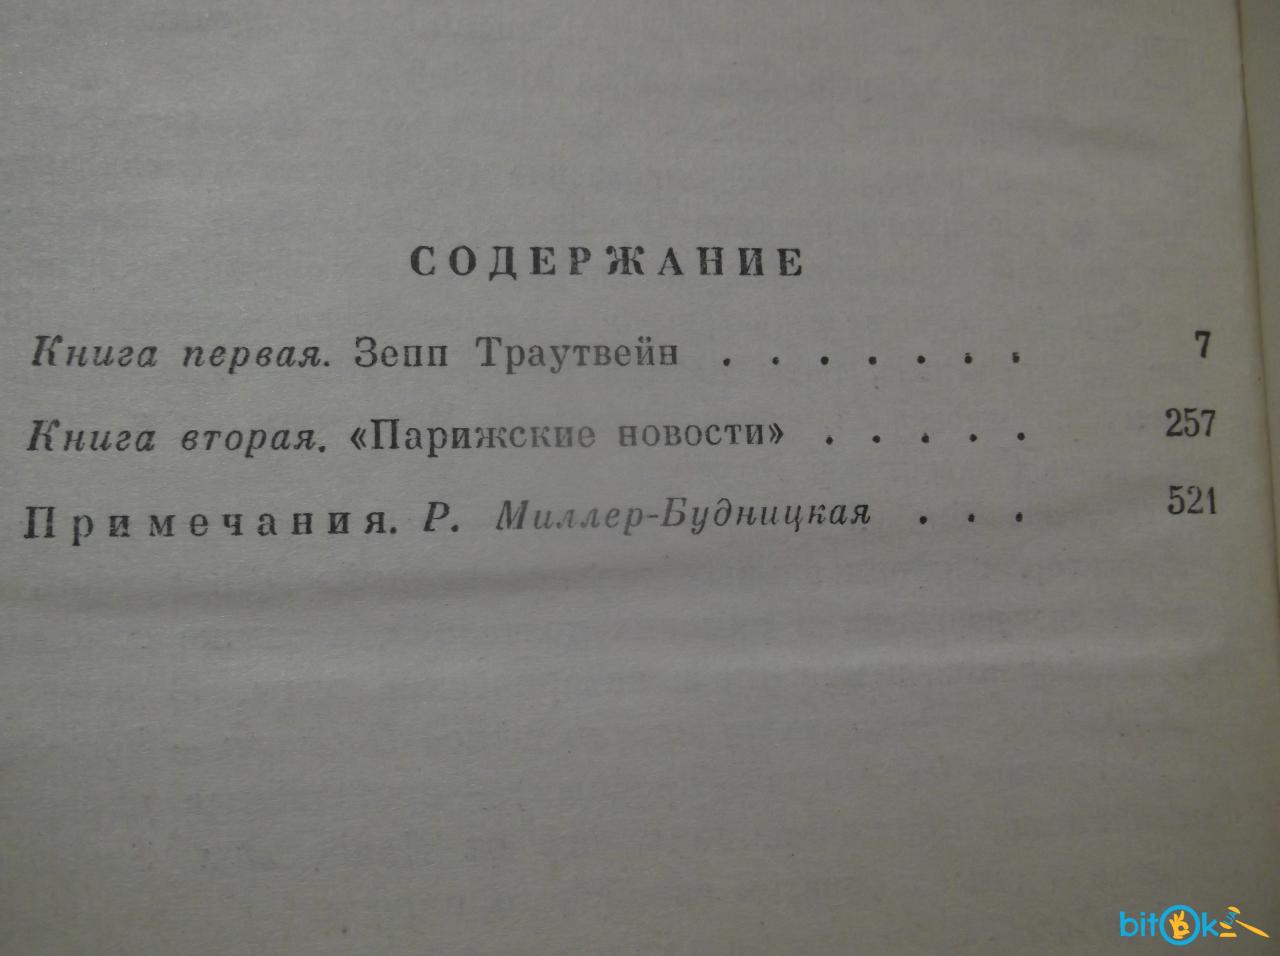 СОДЕРЖАНИЕ
Книга первая. Зепп Траутвейн . . . . . . . 7
Книга вторая. «Парижские новости» . . . . . 257
Примечания. Р. Миллер-Будницкая . . . 521
bitOk